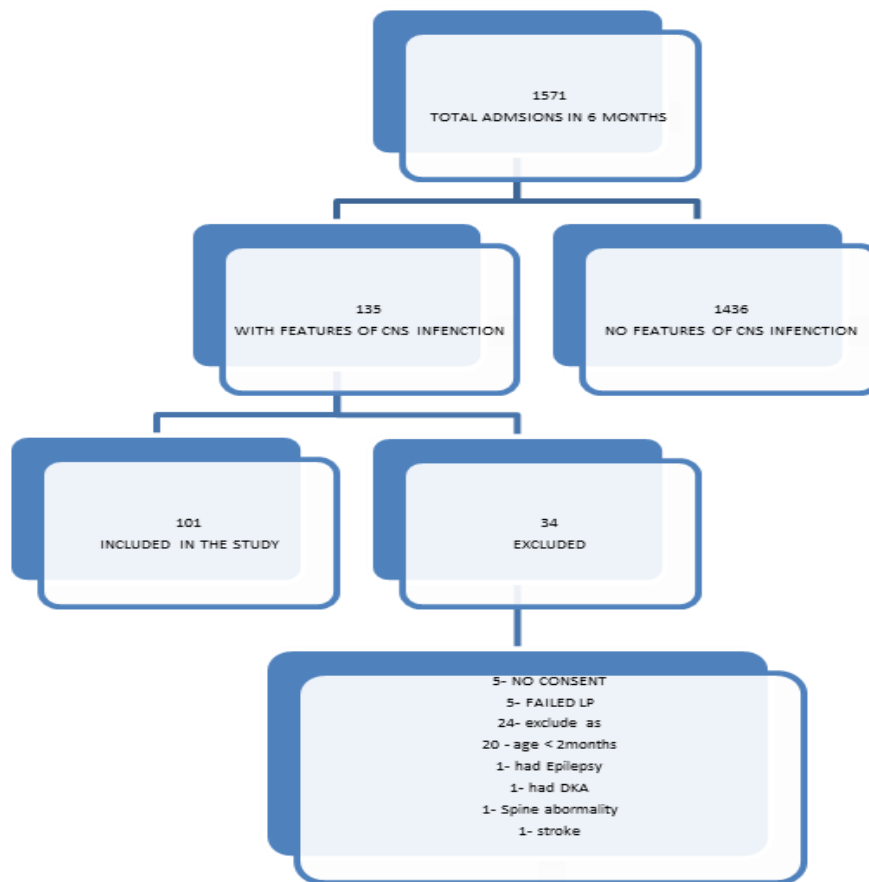 1571
TOTAL ADMSIONS IN 6 MONTHS
135
WITH FEATURES OF CNS INFENCTION
1436
NO FEATURES OF CNS INFENCTION
101
INCLUDED IN THE STUDY
34
EXCLUDED
5- NO CONSENT
5- FAILED LP
24- exclude as
20 - age < 2months
1- had Epilepsy
1- had DKA
1- Spine abormality
1- stroke